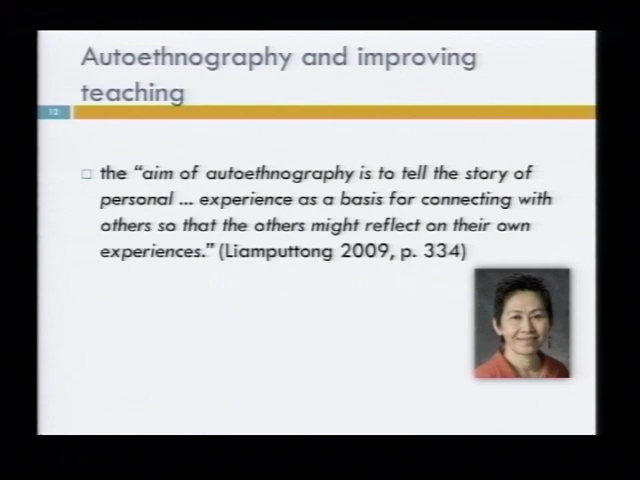 Autoethnography and improving
teaching
12
the “aim of autoethnography is to tell the story of
personal ... experience as a basis for connecting with
others so that the others might reflect on their own
experiences.” (Liamputtong 2009, p. 334)